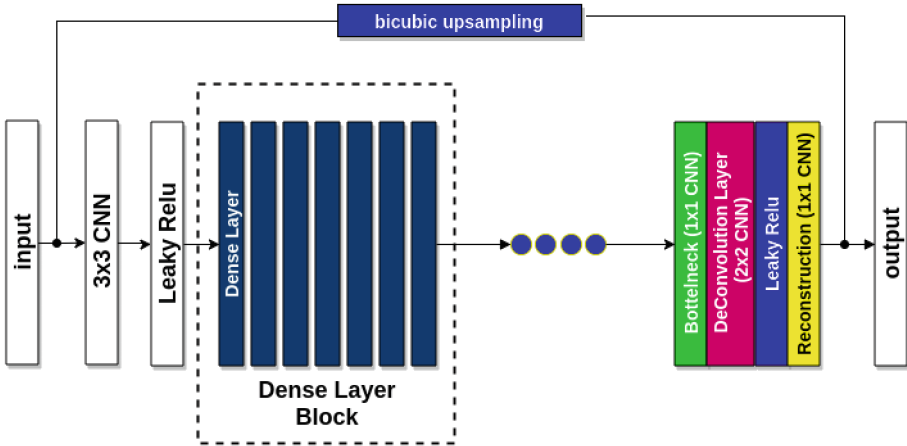 bicubic upsampling
input
3x3 CNN
Leaky Relu
Dense Layer
Dense Layer
Block
Bottelneck (1x1 CNN)
DeConvolution Layer
(2x2 CNN)
Leaky Relu
Reconstruction (1x1 CNN)
output